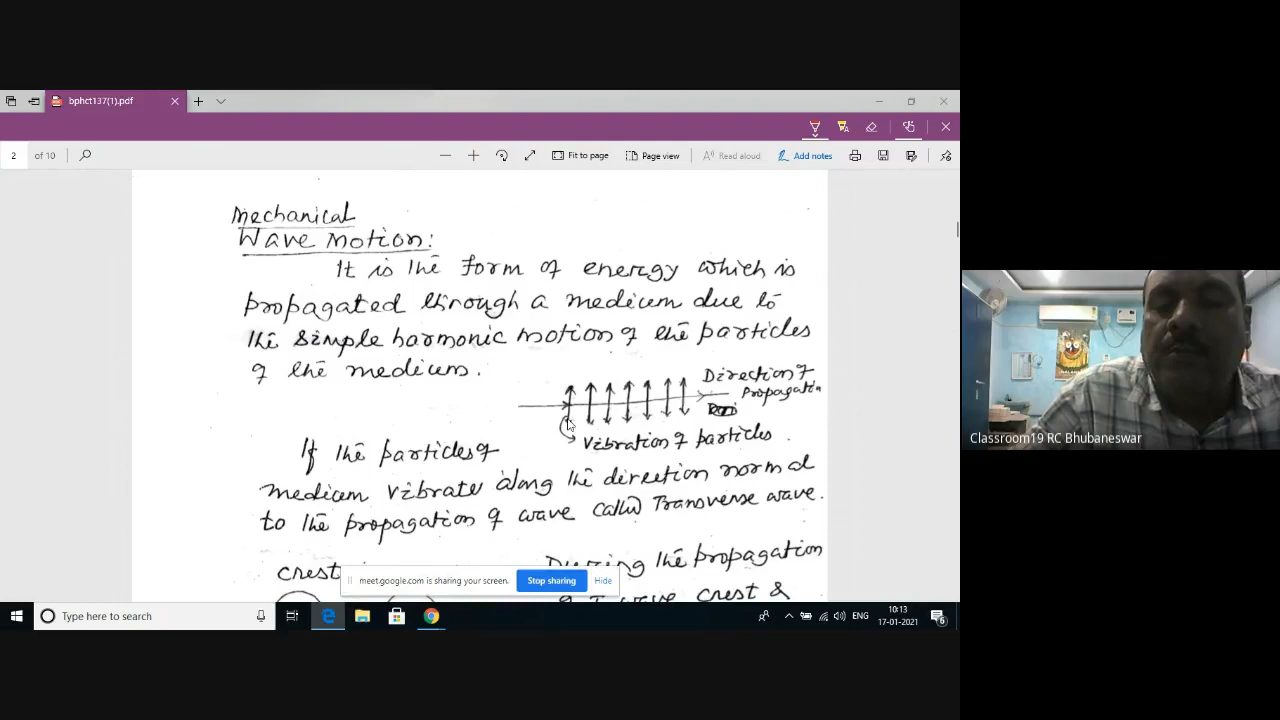 bphct137(1).pdf
2 of 10
Fit to page
Page view
Read aloud
Add notes
Mechanical
Wave Motion:
It is the form of energy which is
propagated through a medium due to
the simple harmonic motion of the particles
of the medium.
Direction of
Propagation
Vibration of particles
If the particles of
medium vibrate along the direction normal
to the propagation of wave called Transverse wave.
crest
During the propagation
wave crest &
meet.google.com is sharing your screen.
Stop sharing
Hide
Classroom19 RC Bhubaneswar
Type here to search
ENG
10:13
17-01-2021
6